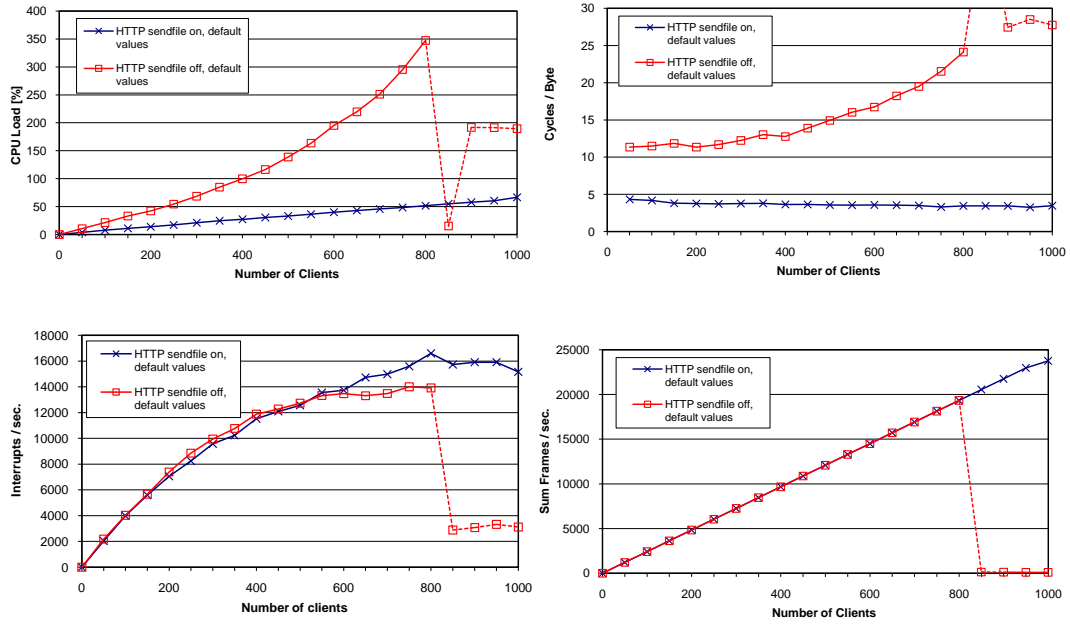 400
350
300
250
200
150
100
50
0
CPU Load [%]
HTTP sendfile on, default
values
HTTP sendfile off, default
values
0
200
400
600
800
1000
Number of Clients
30
25
20
15
10
5
0
Cycles / Byte
HTTP sendfile on,
default values
HTTP sendfile off,
default values
0
200
400
600
800
1000
Number of Clients
18000
16000
14000
12000
10000
8000
6000
4000
2000
0
Interrupts / sec.
HTTP sendfile on,
default values
HTTP sendfile off,
default values
0
200
400
600
800
1000
Number of clients
25000
20000
15000
10000
5000
0
Sum Frames / sec.
HTTP sendfile on,
default values
HTTP sendfile off,
default values
0
200
400
600
800
1000
Number of Clients